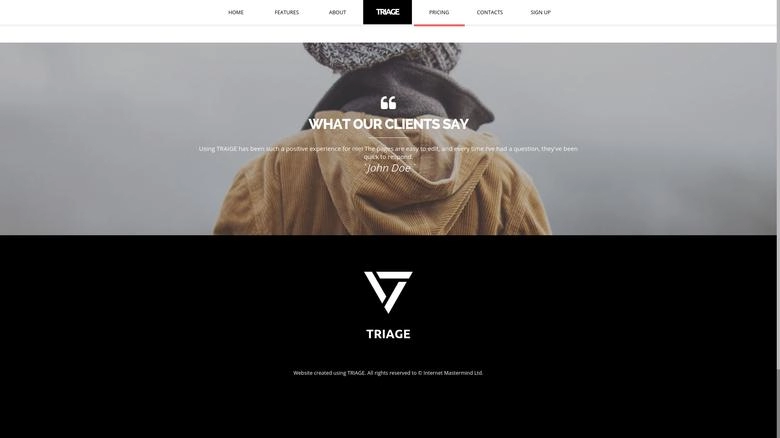 HOME FEATURES ABOUT TRIAGE PRICING CONTACTS SIGN UP
WHAT OUR CLIENTS SAY
Using TRAIGE has been such a positive experience for me! The pages are easy to edit, and every time I've had a question, they've been
quick to respond.
`John Doe `
TRIAGE
Website created using TRIAGE. All rights reserved to © Internet Mastermind Ltd.